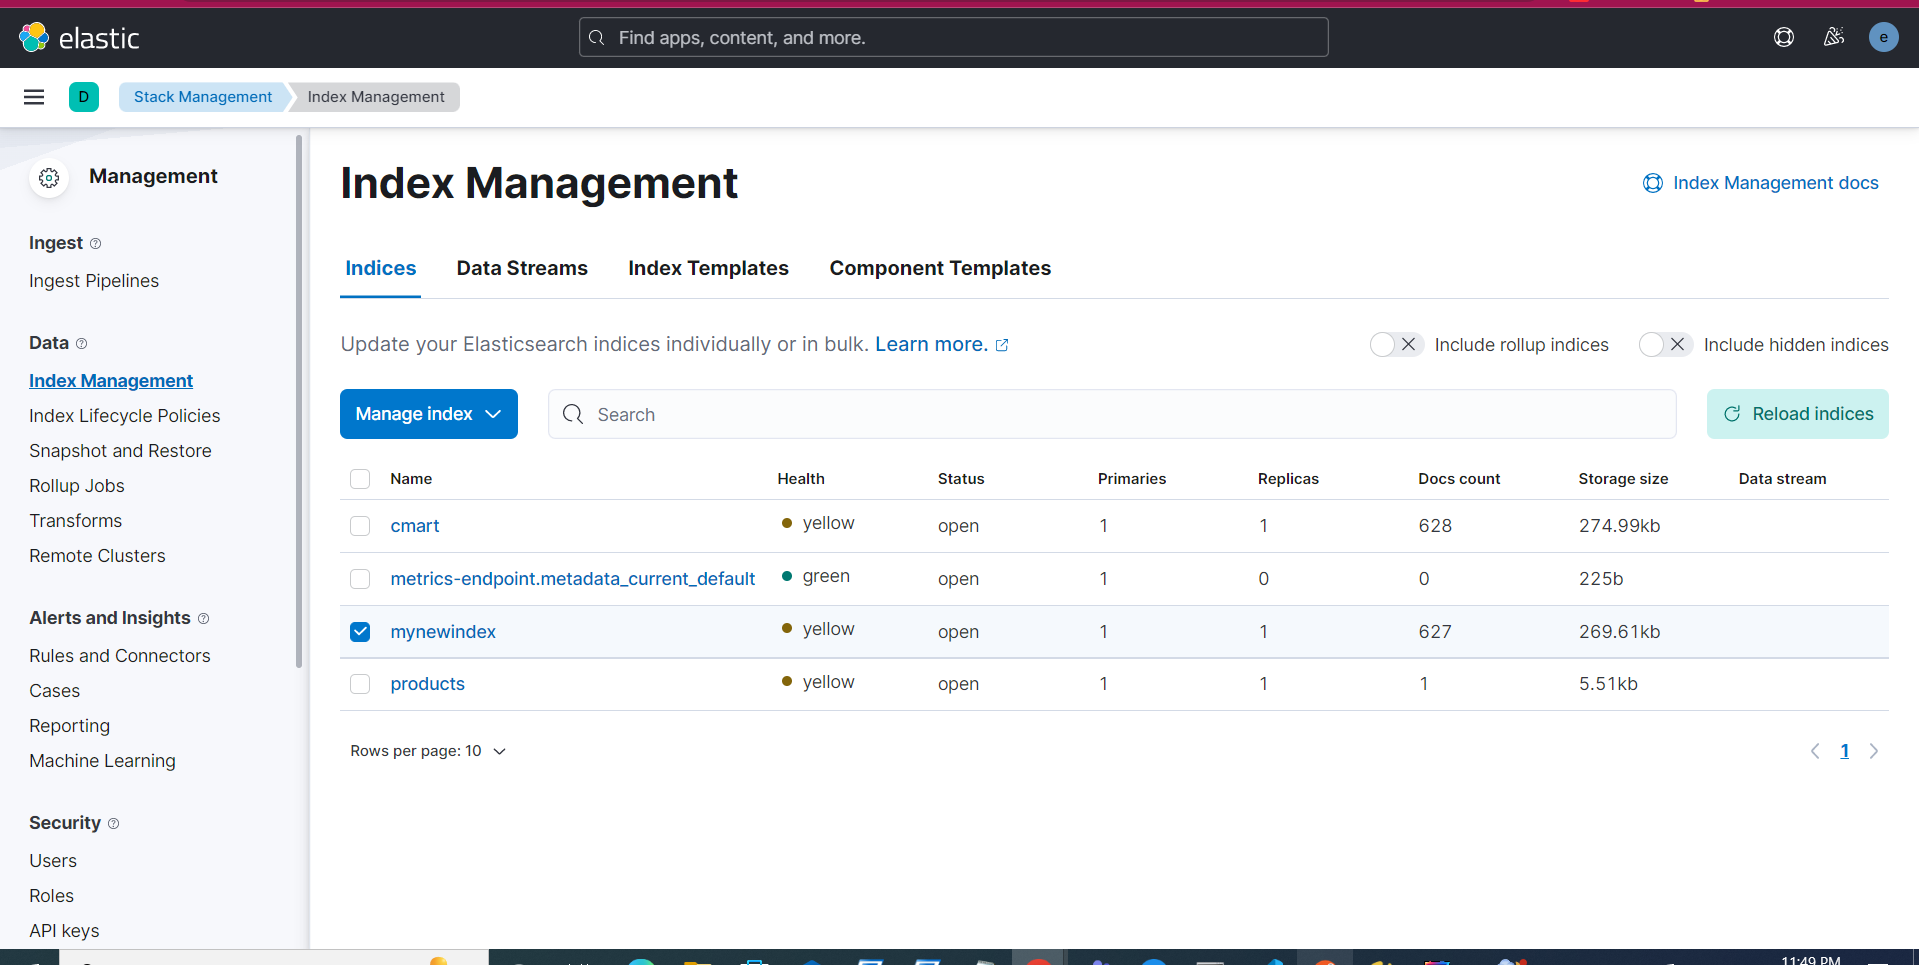 elastic
Find apps, content, and more.
e
D
Stack Management
Index Management
Management
Ingest
Ingest Pipelines
Data
Index Management
Index Lifecycle Policies
Snapshot and Restore
Rollup Jobs
Transforms
Remote Clusters
Alerts and Insights
Rules and Connectors
Cases
Reporting
Machine Learning
Security
Users
Roles
API keys
Index Management
Index Management docs
Indices Data Streams Index Templates Component Templates
Update your Elasticsearch indices individually or in bulk. Learn more.
Include rollup indices
Include hidden indices
Manage index
Search
Reload indices
Name Health Status Primaries Replicas Docs count Storage size Data stream
cmart yellow open 1 1 628 274.99kb
metrics-endpoint.metadata_current_default green open 1 0 0 225b
mynewindex yellow open 1 1 627 269.61kb
products yellow open 1 1 1 5.51kb
Rows per page: 10
1
11:49 PM